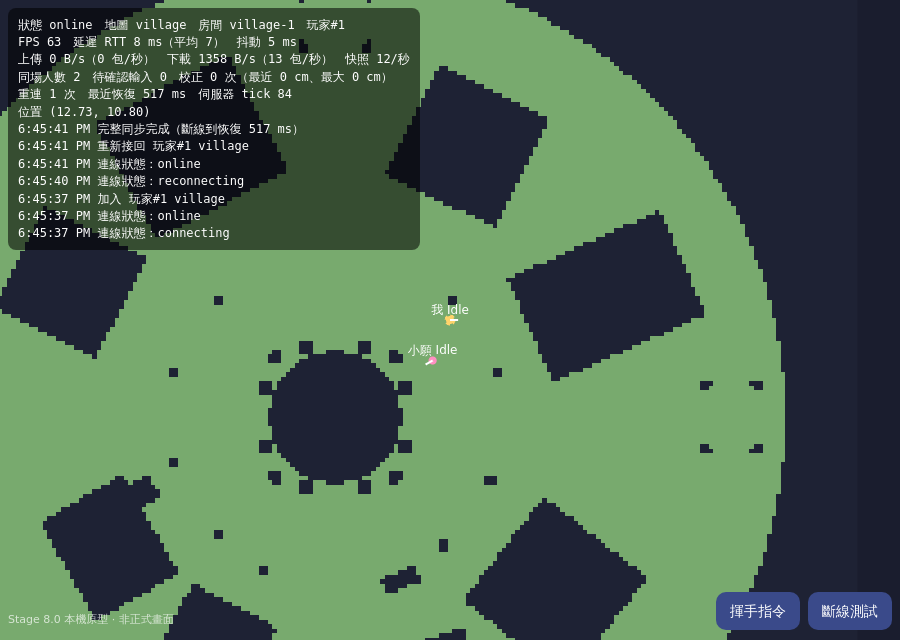 狀態 online 地圖 village 房間 village-1 玩家#1
FPS 63 延遲 RTT 8 ms（平均 7） 抖動 5 ms
上傳 0 B/s（0 包/秒） 下載 1358 B/s（13 包/秒） 快照 12/秒
同場人數 2 待確認輸入 0 校正 0 次（最近 0 cm、最大 0 cm）
重連 1 次 最近恢復 517 ms 伺服器 tick 84
位置 (12.73, 10.80)
6:45:41 PM 完整同步完成（斷線到恢復 517 ms）
6:45:41 PM 重新接回 玩家#1 village
6:45:41 PM 連線狀態：online
6:45:40 PM 連線狀態：reconnecting
6:45:37 PM 加入 玩家#1 village
6:45:37 PM 連線狀態：online
6:45:37 PM 連線狀態：connecting
我 Idle
小願 Idle
Stage 8.0 本機原型 · 非正式畫面
揮手指令 斷線測試